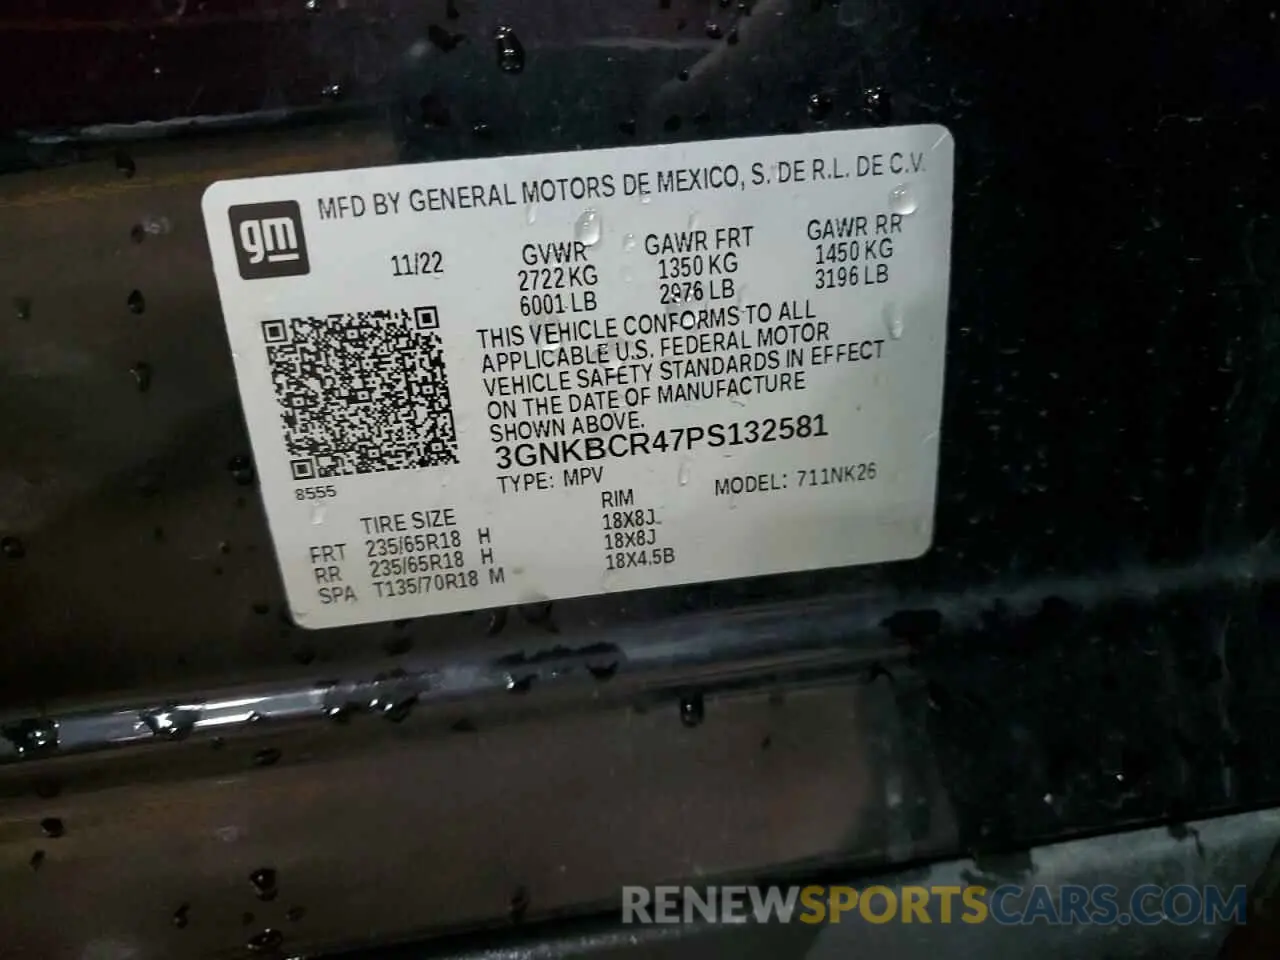 gm
MFD BY GENERAL MOTORS DE MEXICO, S. DE R.L. DE C.V.
11/22
GVWR GAWR FRT GAWR RR
2722 KG 1350 KG 1450 KG
6001 LB 2976 LB 3196 LB
THIS VEHICLE CONFORMS TO ALL
APPLICABLE U.S. FEDERAL MOTOR
VEHICLE SAFETY STANDARDS IN EFFECT
ON THE DATE OF MANUFACTURE
SHOWN ABOVE.
3GNKBCR47PS132581
8555
TYPE: MPV MODEL: 711NK26
TIRE SIZE RIM
FRT 235/65R18 H 18X8J
RR 235/65R18 H 18X8J
SPA T135/70R18 M 18X4.5B
RENEWSPORTSCARS.COM